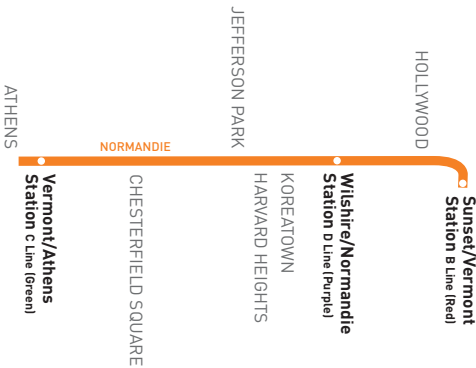 HOLLYWOOD
Sunset/Vermont
Station B Line (Red)
Wilshire/Normandie
Station D Line (Purple)
KOREATOWN
HARVARD HEIGHTS
JEFFERSON PARK
NORMANDIE
CHESTERFIELD SQUARE
Vermont/Athens
Station C Line (Green)
ATHENS